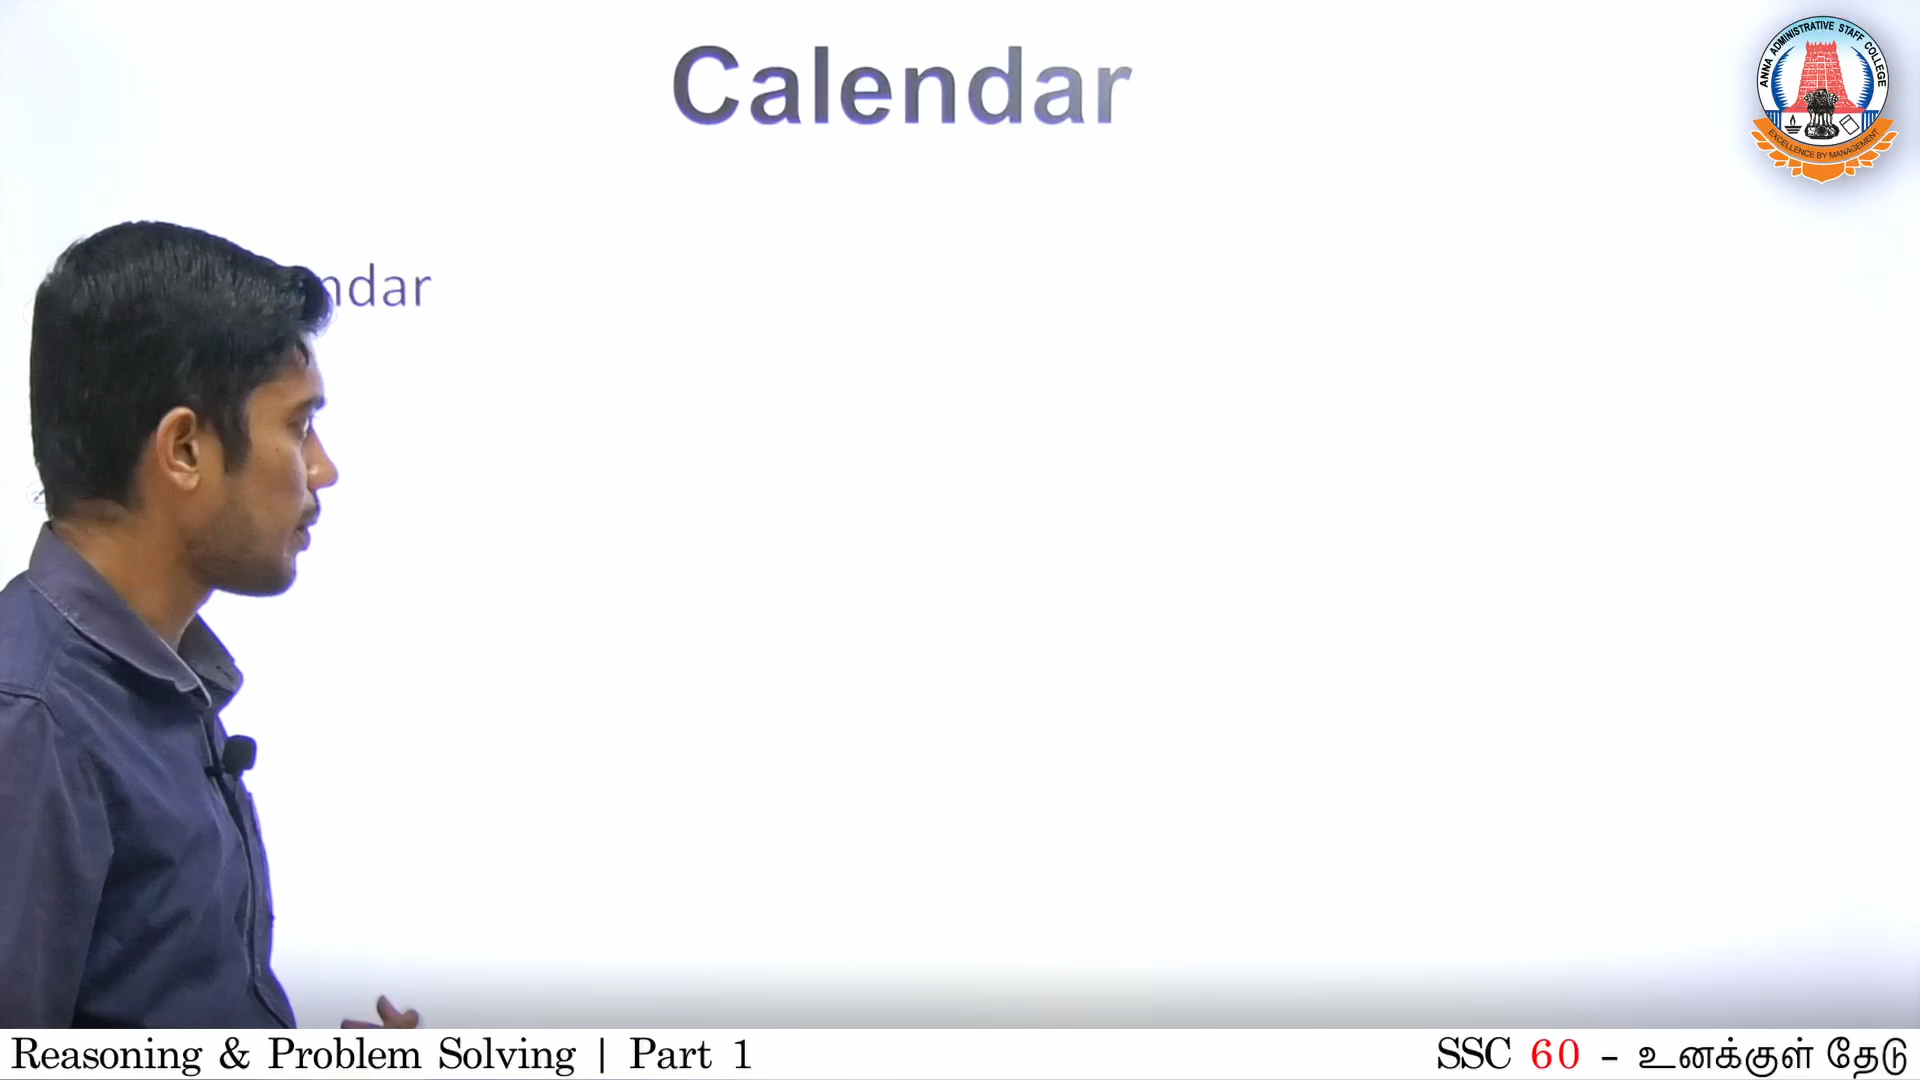 Calendar
ANNA ADMINISTRATIVE STAFF COLLEGE
EXCELLENCE BY MANAGEMENT
ndar
Reasoning & Problem Solving | Part 1
SSC 60 - உனக்குள் தேடு